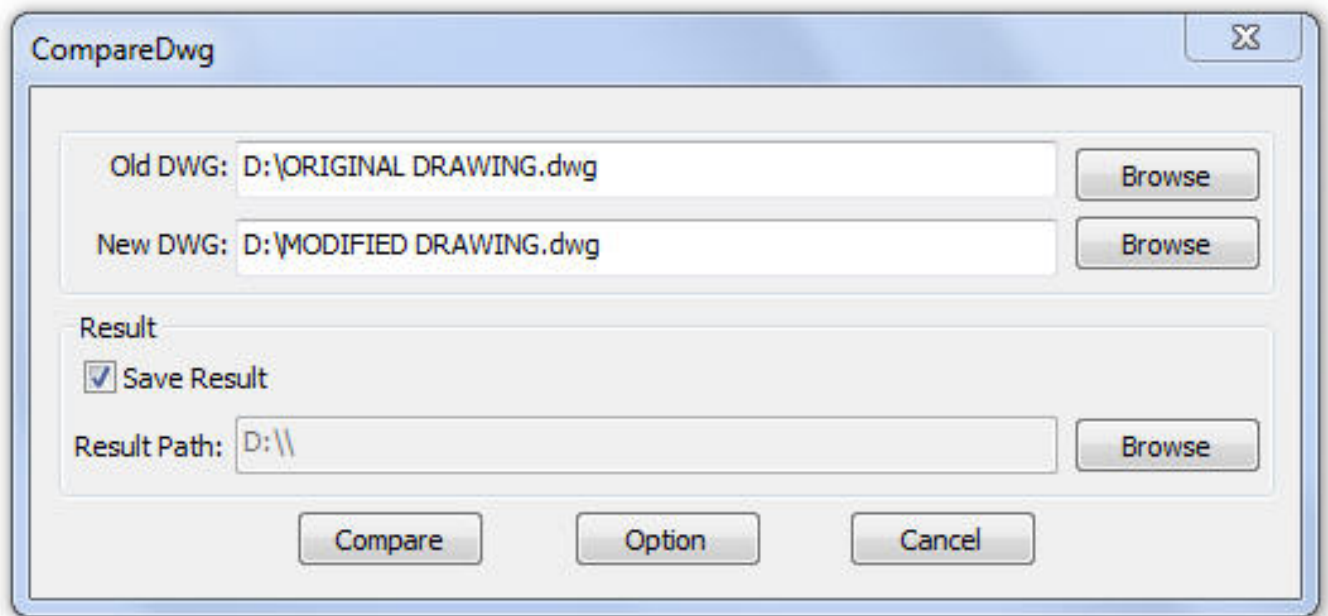 CompareDwg
Old DWG: D:\ORIGINAL DRAWING.dwg Browse
New DWG: D:\MODIFIED DRAWING.dwg Browse
Result
Save Result
Result Path: D:\\ Browse
Compare Option Cancel